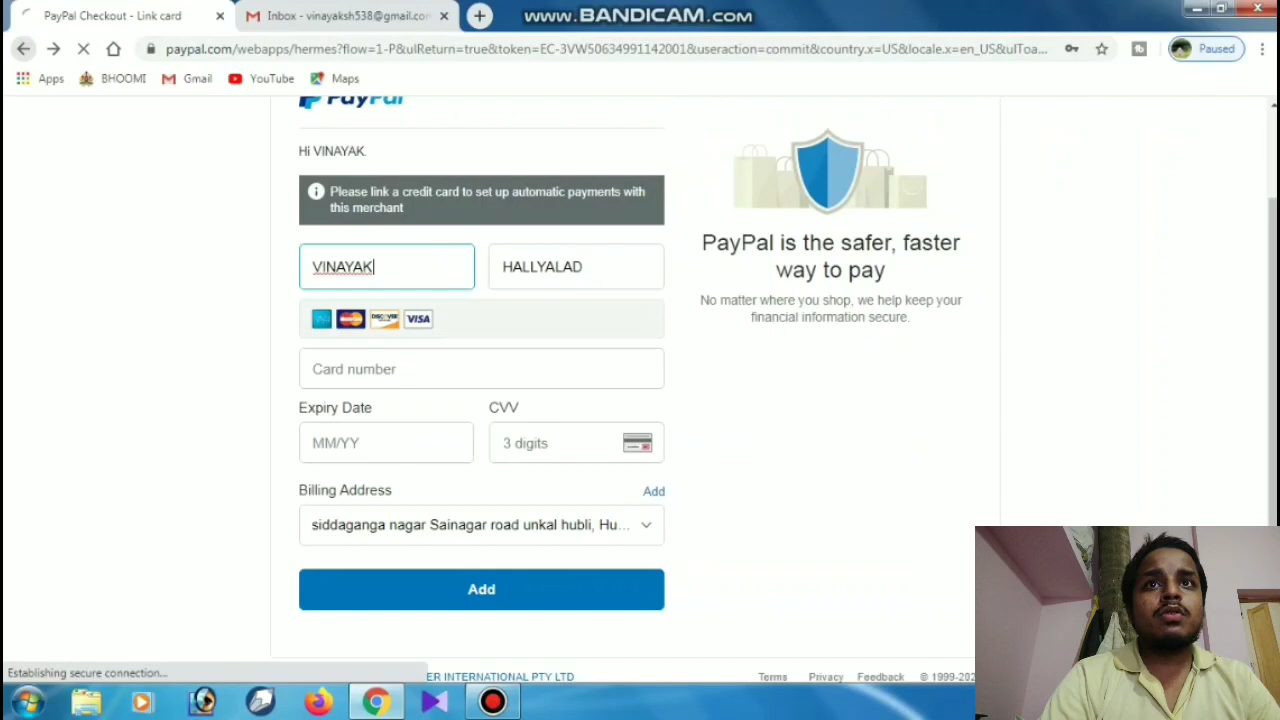 PayPal Checkout - Link card
Inbox - vinayaksh538@gmail.con
www.BANDICAM.com
paypal.com/webapps/hermes?flow=1-P&ulReturn=true&token=EC-3VW50634991142001&useraction=commit&country.x=US&locale.x=en_US&ulToa...
Paused
Apps
BHOOMI
Gmail
YouTube
Maps
PayPal
Hi VINAYAK.
Please link a credit card to set up automatic payments with
this merchant
VINAYAK
HALLYALAD
DISCOVER
VISA
Card number
Expiry Date
CVV
MM/YY
3 digits
Billing Address
Add
siddaganga nagar Sainagar road unkal hubli, Hu...
Add
PayPal is the safer, faster
way to pay
No matter where you shop, we help keep your
financial information secure.
Establishing secure connection...
ER INTERNATIONAL PTY LTD
Terms
Privacy
Feedback
© 1999-202